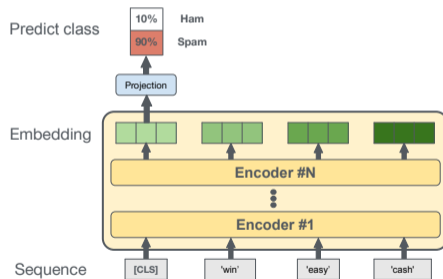 10% Ham
Predict class
90% Spam
Projection
Embedding
Encoder #N
Encoder #1
Sequence [CLS] 'win' 'easy' 'cash'